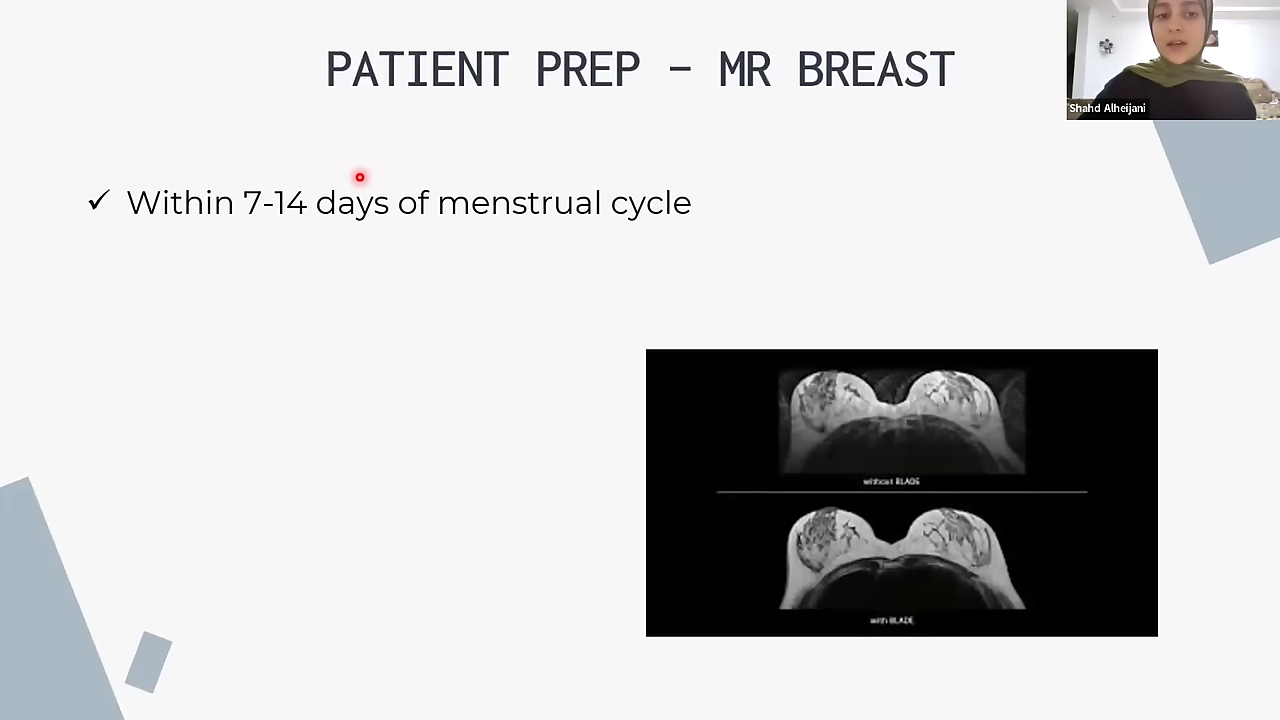 PATIENT PREP – MR BREAST
Shahd Alheijani
✓ Within 7-14 days of menstrual cycle
without BLADE
with BLADE